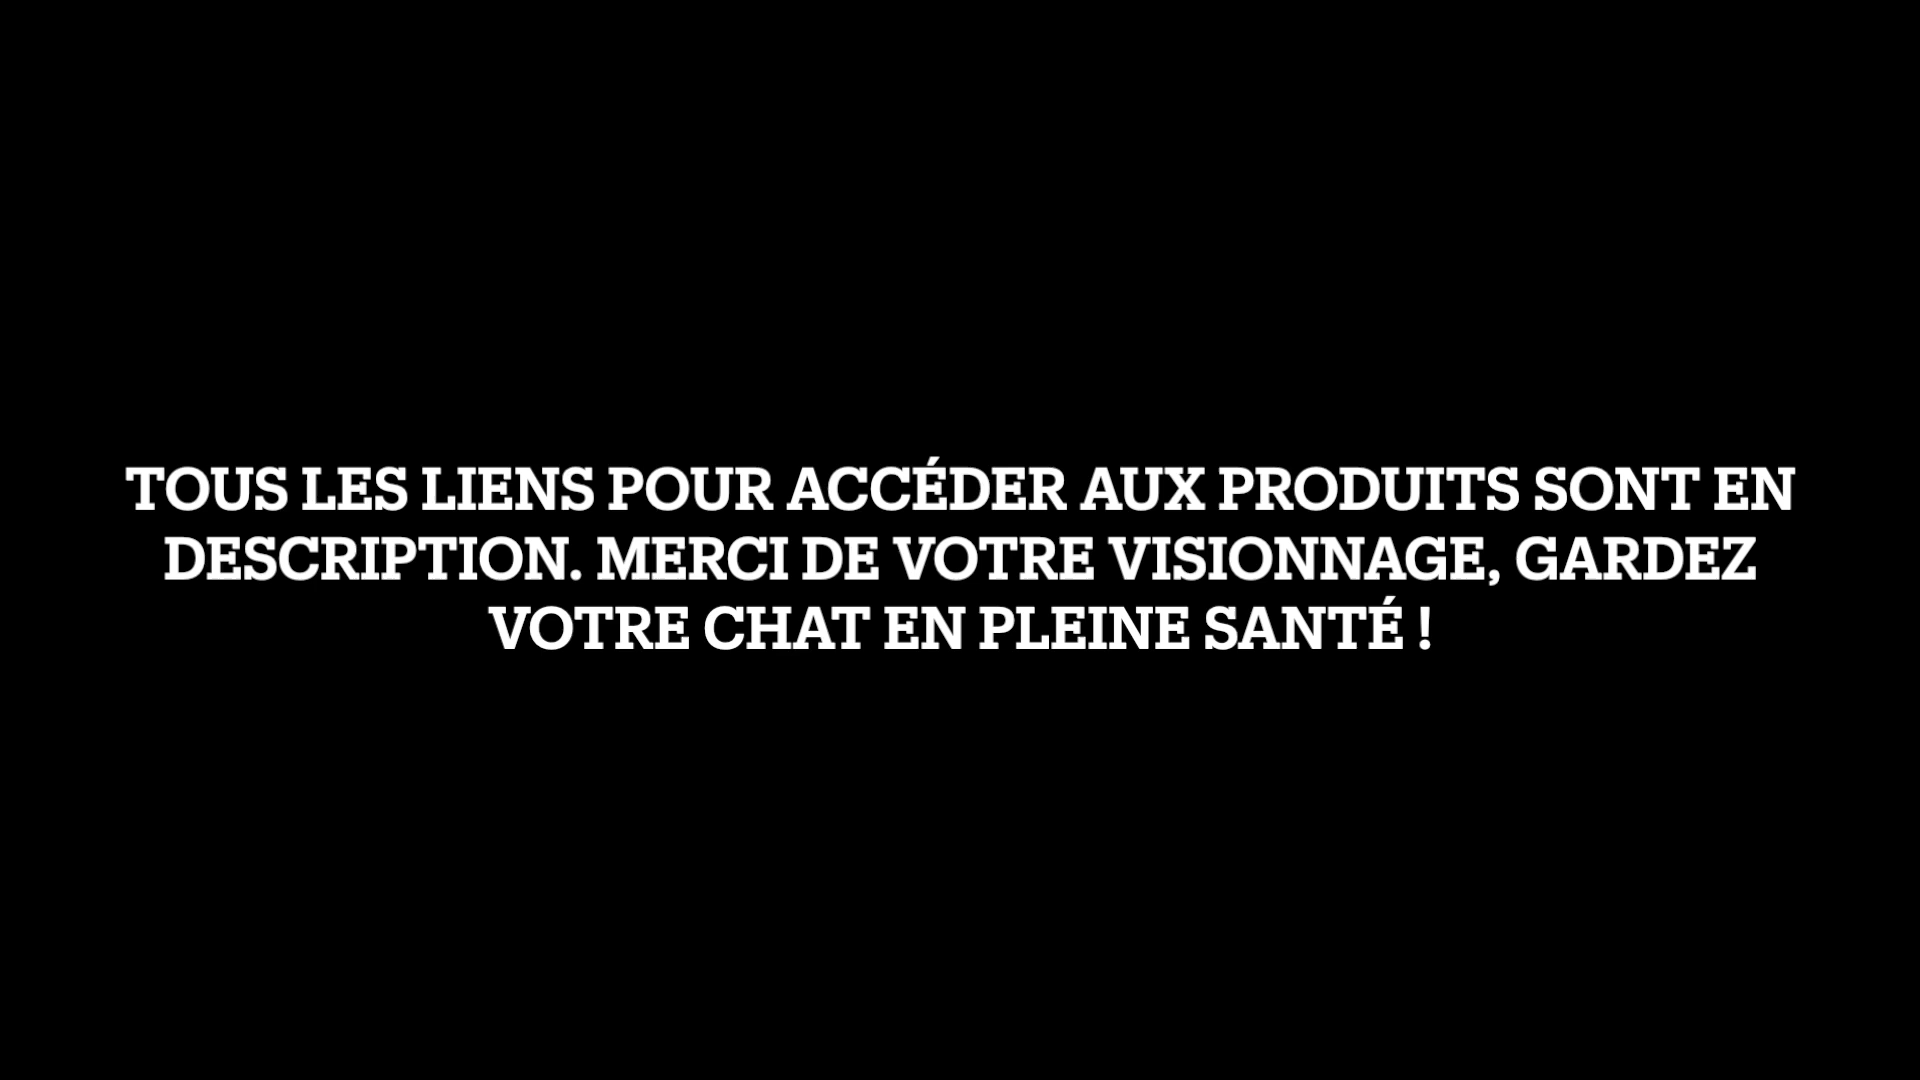 TOUS LES LIENS POUR ACCÉDER AUX PRODUITS SONT EN
DESCRIPTION. MERCI DE VOTRE VISIONNAGE, GARDEZ
VOTRE CHAT EN PLEINE SANTÉ !